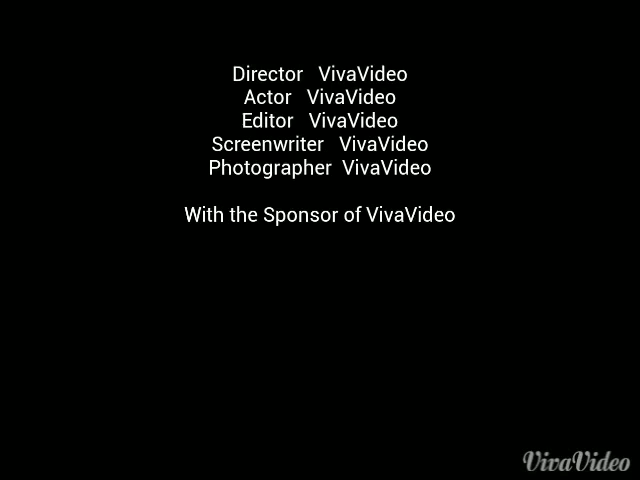 Director VivaVideo
Actor VivaVideo
Editor VivaVideo
Screenwriter VivaVideo
Photographer VivaVideo
With the Sponsor of VivaVideo
VivaVideo